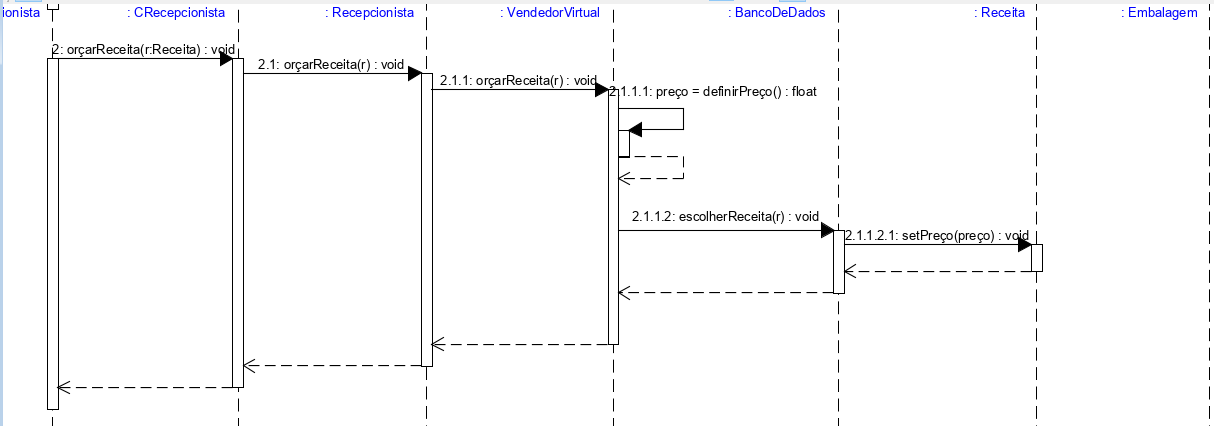 ionista
: CRecepcionista
: Recepcionista
: VendedorVirtual
: BancoDeDados
: Receita
: Embalagem
2: orçarReceita(r:Receita) : void
2.1: orçarReceita(r) : void
2.1.1: orçarReceita(r) : void
2.1.1.1: preço = definirPreço() : float
2.1.1.2: escolherReceita(r) : void
2.1.1.2.1: setPreço(preço) : void